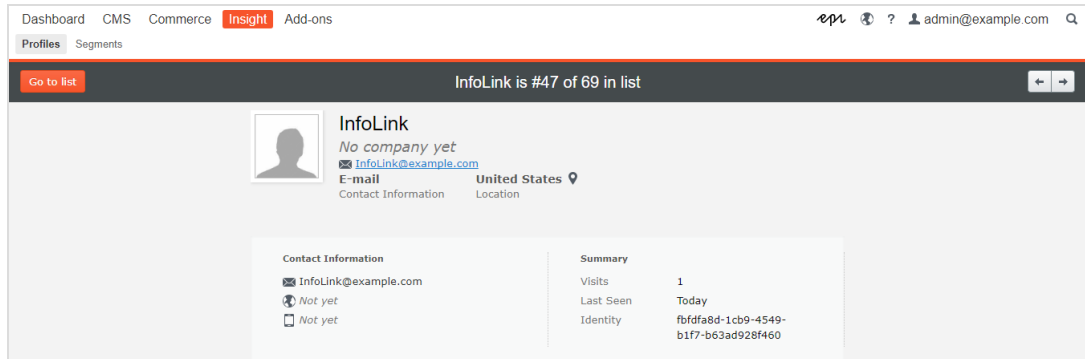 Dashboard CMS Commerce Insight Add-ons epi ? admin@example.com
Profiles Segments
Go to list InfoLink is #47 of 69 in list
InfoLink
No company yet
InfoLink@example.com
E-mail United States
Contact Information Location
Contact Information Summary
InfoLink@example.com Visits 1
Not yet Last Seen Today
Not yet Identity fbfdfa8d-1cb9-4549-
b1f7-b63ad928f460